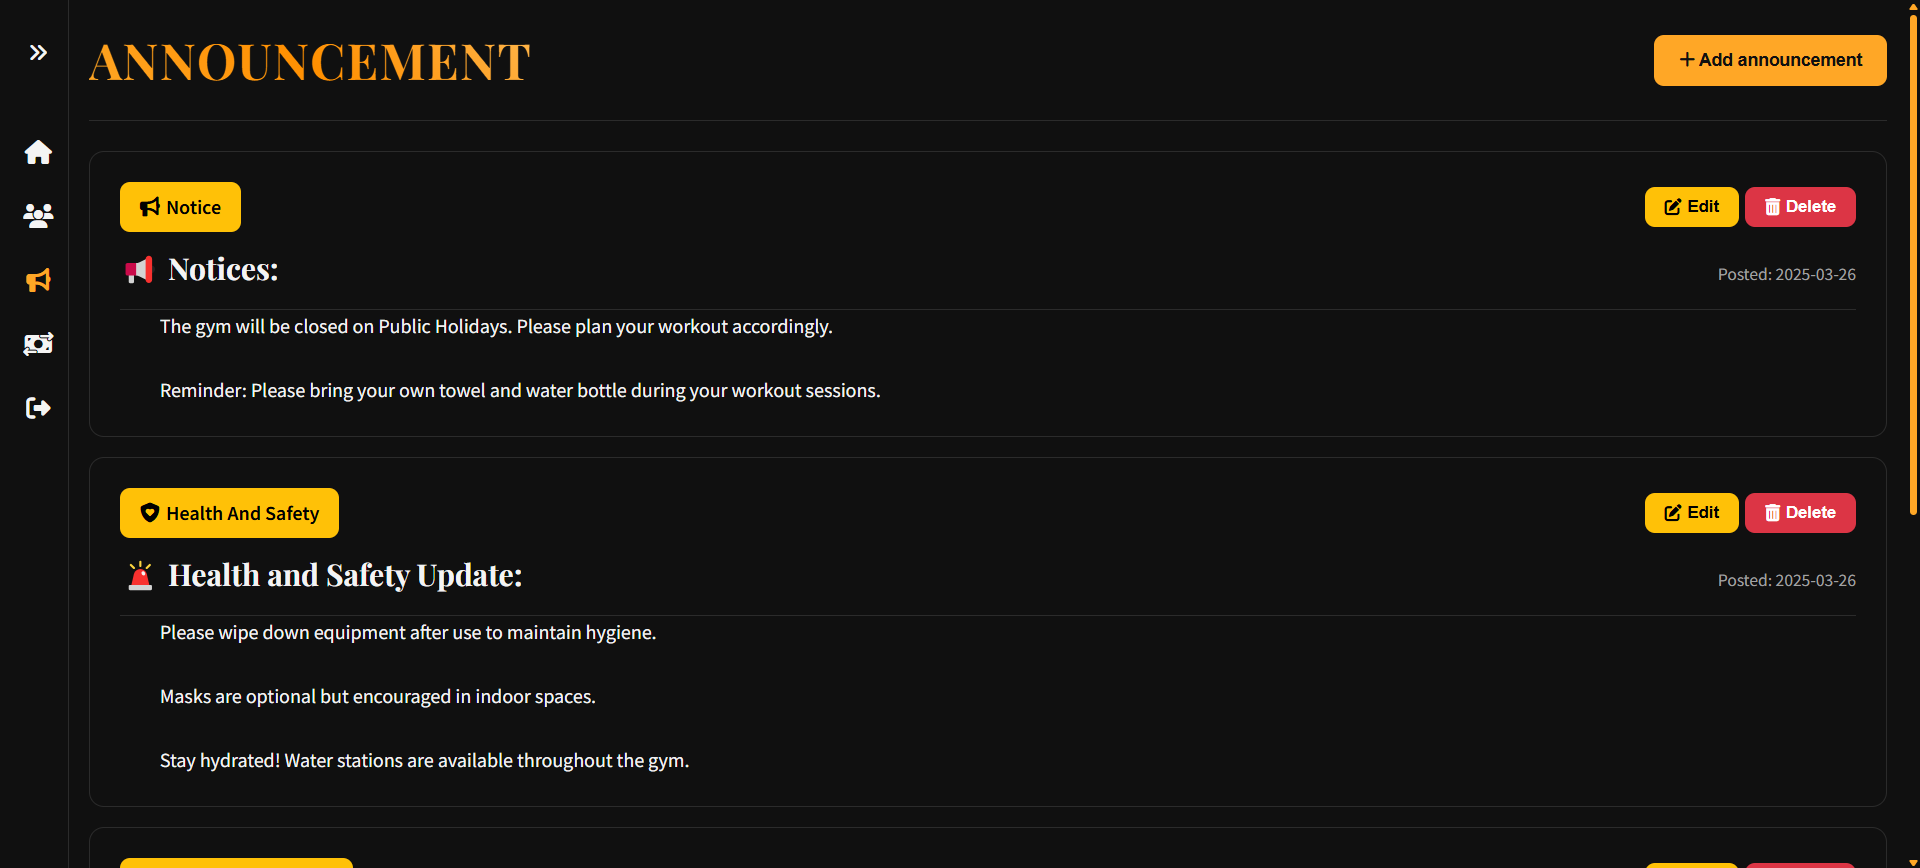 ANNOUNCEMENT
Add announcement
Notice
Edit
Delete
Notices:
Posted: 2025-03-26
The gym will be closed on Public Holidays. Please plan your workout accordingly.
Reminder: Please bring your own towel and water bottle during your workout sessions.
Health And Safety
Edit
Delete
Health and Safety Update:
Posted: 2025-03-26
Please wipe down equipment after use to maintain hygiene.
Masks are optional but encouraged in indoor spaces.
Stay hydrated! Water stations are available throughout the gym.